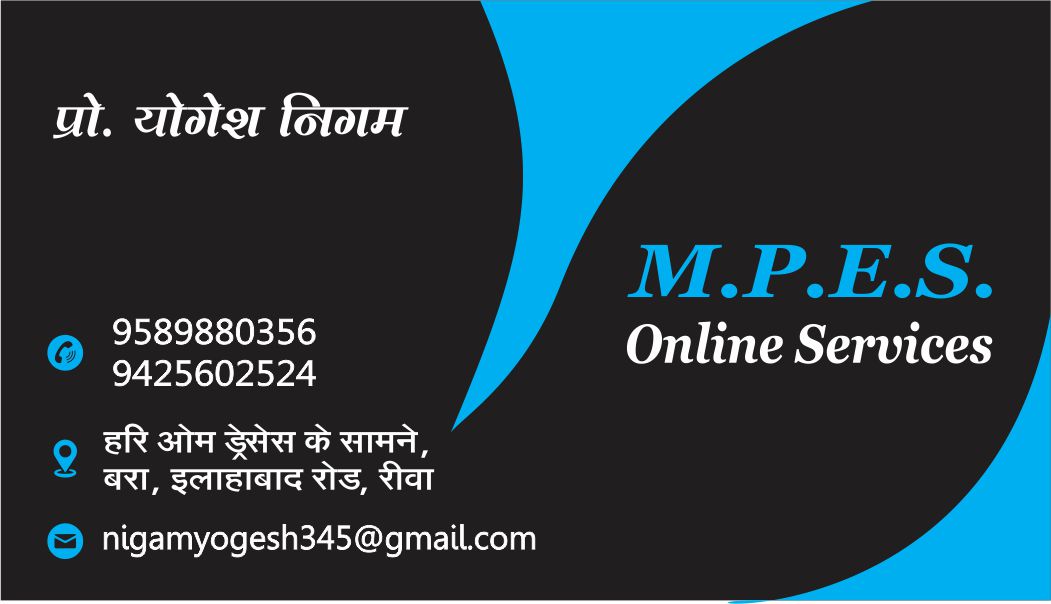 प्रो. योगेश निगम
M.P.E.S.
Online Services
9589880356
9425602524
हरि ओम ड्रेसेस के सामने,
बरा, इलाहाबाद रोड, रीवा
nigamyogesh345@gmail.com